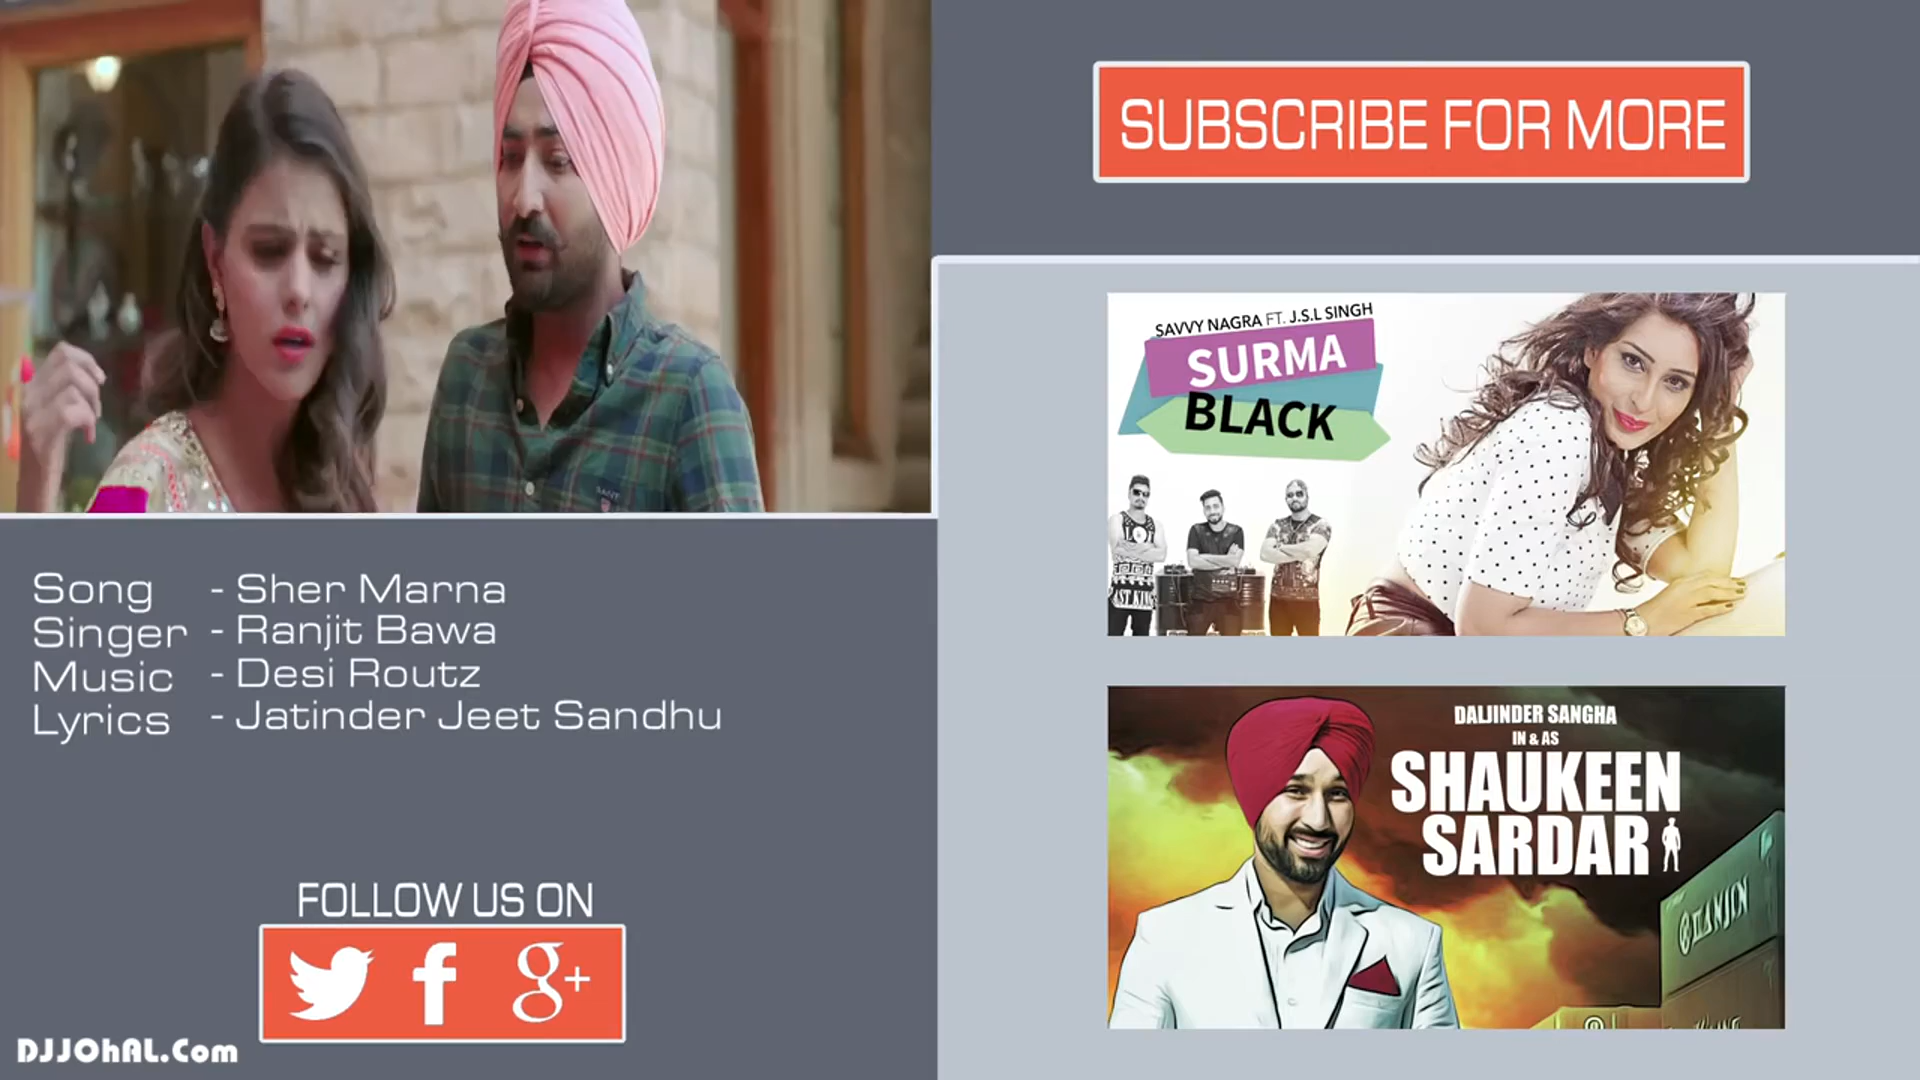 SUBSCRIBE FOR MORE
SAVVY NAGRA FT. J.S.L SINGH
SURMA
BLACK
Song - Sher Marna
Singer - Ranjit Bawa
Music - Desi Routz
Lyrics - Jatinder Jeet Sandhu
DALJINDER SANGHA
IN & AS
SHAUKEEN
SARDAR
FOLLOW US ON
g+
DJJOhAL.Com